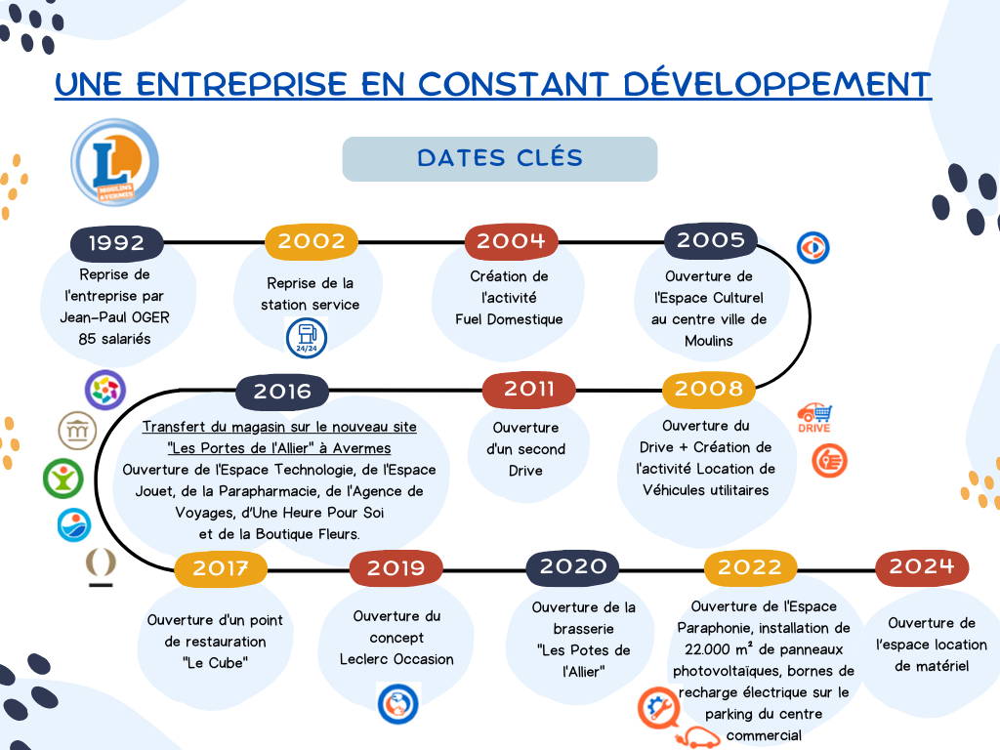 UNE ENTREPRISE EN CONSTANT DÉVELOPPEMENT
DATES CLÉS
L
MOULINS
AVERMES
1992
Reprise de
l'entreprise par
Jean-Paul OGER
85 salariés
2002
Reprise de la
station service
24/24
2004
Création de
l'activité
Fuel Domestique
2005
Ouverture de
l'Espace Culturel
au centre ville de
Moulins
2008
Ouverture du
Drive + Création de
l'activité Location de
Véhicules utilitaires
DRIVE
2011
Ouverture
d'un second
Drive
2016
Transfert du magasin sur le nouveau site
"Les Portes de l'Allier" à Avermes
Ouverture de l'Espace Technologie, de l'Espace
Jouet, de la Parapharmacie, de l'Agence de
Voyages, d'Une Heure Pour Soi
et de la Boutique Fleurs.
2017
Ouverture d'un point
de restauration
"Le Cube"
2019
Ouverture du
concept
Leclerc Occasion
2020
Ouverture de la
brasserie
"Les Potes de
l'Allier"
2022
Ouverture de l'Espace
Paraphonie, installation de
22.000 m² de panneaux
photovoltaïques, bornes de
recharge électrique sur le
parking du centre
commercial
2024
Ouverture de
l'espace location
de matériel